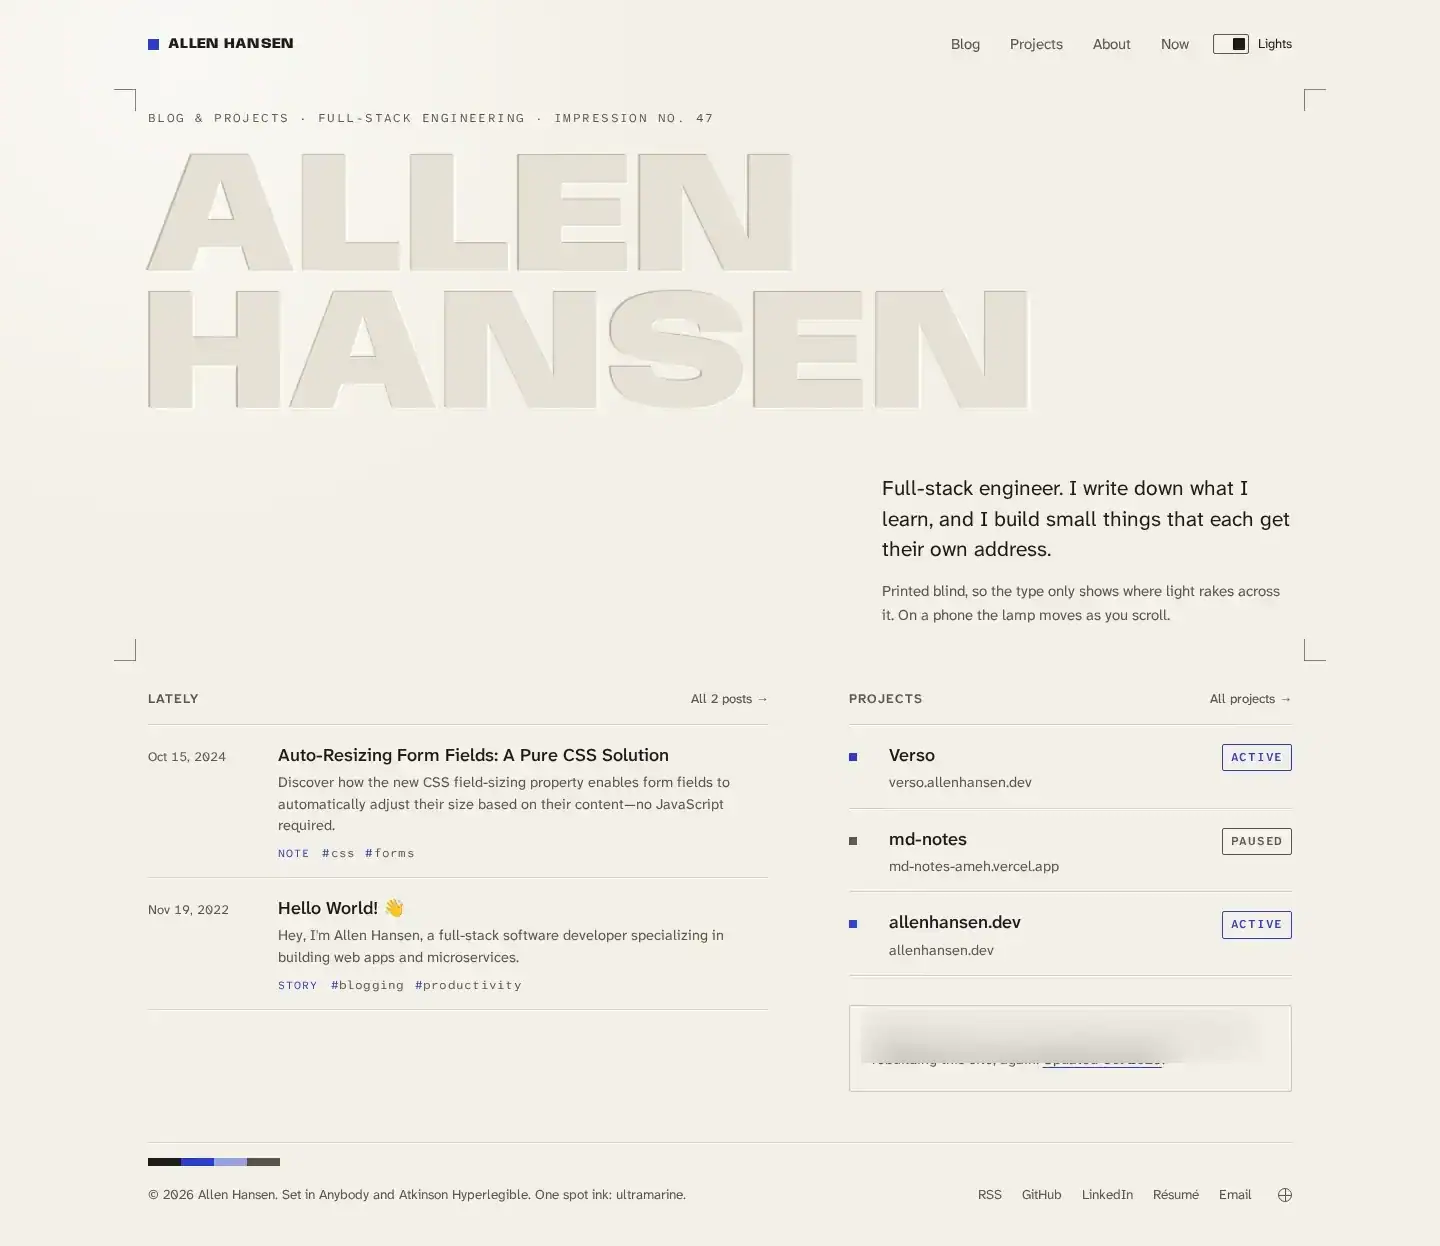 ALLEN HANSEN
Blog Projects About Now Lights
BLOG & PROJECTS · FULL-STACK ENGINEERING · IMPRESSION NO. 47
ALLEN
HANSEN
Full-stack engineer. I write down what I
learn, and I build small things that each get
their own address.
Printed blind, so the type only shows where light rakes across
it. On a phone the lamp moves as you scroll.
LATELY
All 2 posts →
Oct 15, 2024
Auto-Resizing Form Fields: A Pure CSS Solution
Discover how the new CSS field-sizing property enables form fields to
automatically adjust their size based on their content—no JavaScript
required.
NOTE #css #forms
Nov 19, 2022
Hello World! 👋
Hey, I'm Allen Hansen, a full-stack software developer specializing in
building web apps and microservices.
STORY #blogging #productivity
PROJECTS
All projects →
Verso
ACTIVE
verso.allenhansen.dev
md-notes
PAUSED
md-notes-ameh.vercel.app
allenhansen.dev
ACTIVE
allenhansen.dev
© 2026 Allen Hansen. Set in Anybody and Atkinson Hyperlegible. One spot ink: ultramarine.
RSS GitHub LinkedIn Résumé Email